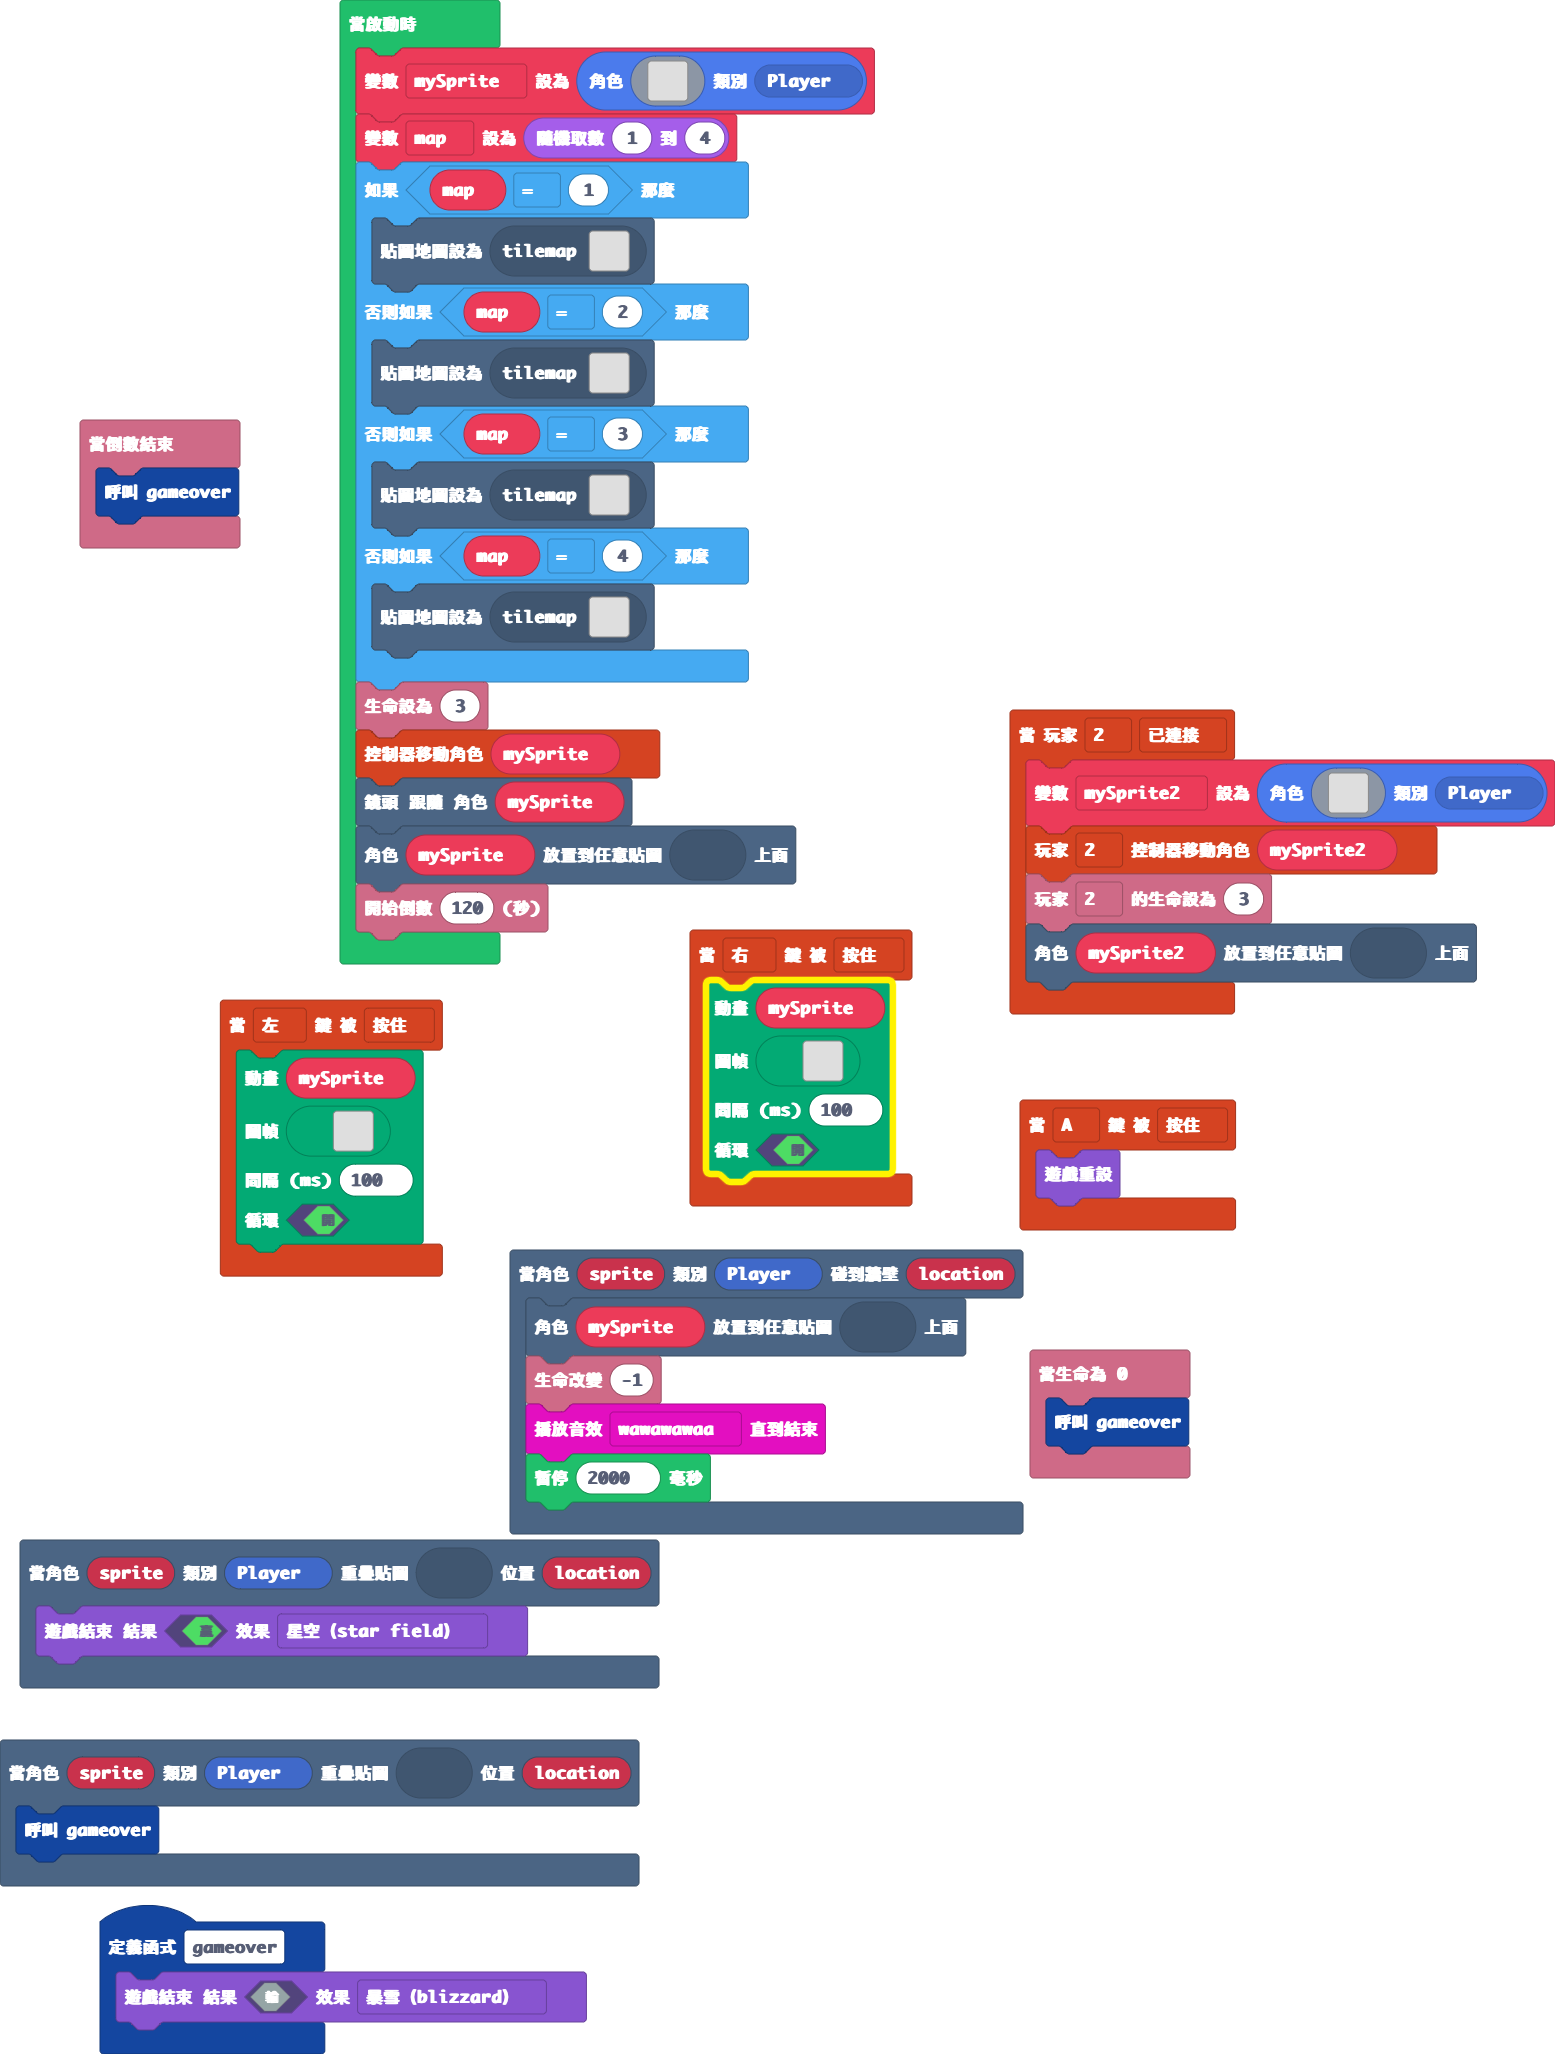 當啟動時
變數 mySprite 設為 角色 類別 Player
變數 map 設為 隨機取數 1 到 4
如果 map = 1 那麼
貼圖地圖設為 tilemap
否則如果 map = 2 那麼
貼圖地圖設為 tilemap
否則如果 map = 3 那麼
貼圖地圖設為 tilemap
否則如果 map = 4 那麼
貼圖地圖設為 tilemap
生命設為 3
控制器移動角色 mySprite
鏡頭 跟隨 角色 mySprite
角色 mySprite 放置到任意貼圖 上面
開始倒數 120 (秒)
當倒數結束
呼叫 gameover
當 玩家 2 已連接
變數 mySprite2 設為 角色 類別 Player
玩家 2 控制器移動角色 mySprite2
玩家 2 的生命設為 3
角色 mySprite2 放置到任意貼圖 上面
當 右 鍵 被 按住
動畫 mySprite
圖幀
間隔 (ms) 100
循環
當 左 鍵 被 按住
動畫 mySprite
圖幀
間隔 (ms) 100
循環
當 A 鍵 被 按住
遊戲重設
當角色 sprite 類別 Player 碰到牆壁 location
角色 mySprite 放置到任意貼圖 上面
生命改變 -1
播放音效 wawawawaa 直到結束
暫停 2000 毫秒
當生命為 0
呼叫 gameover
當角色 sprite 類別 Player 重疊貼圖 位置 location
遊戲結束 結果 贏 效果 星空 (star field)
當角色 sprite 類別 Player 重疊貼圖 位置 location
呼叫 gameover
定義函式 gameover
遊戲結束 結果 輸 效果 暴雪 (blizzard)